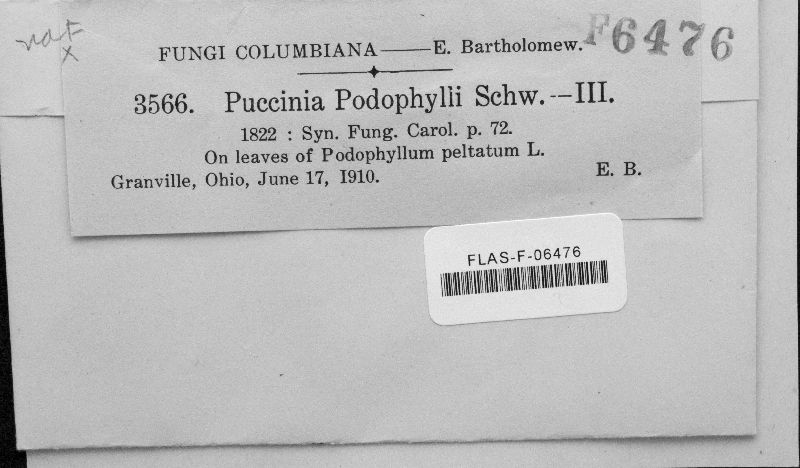 nat
x
F6476
FUNGI COLUMBIANA—E. Bartholomew.
3566. Puccinia Podophylli Schw.—III.
1822 : Syn. Fung. Carol. p. 72.
On leaves of Podophyllum peltatum L.
Granville, Ohio, June 17, 1910. E. B.
FLAS-F-06476